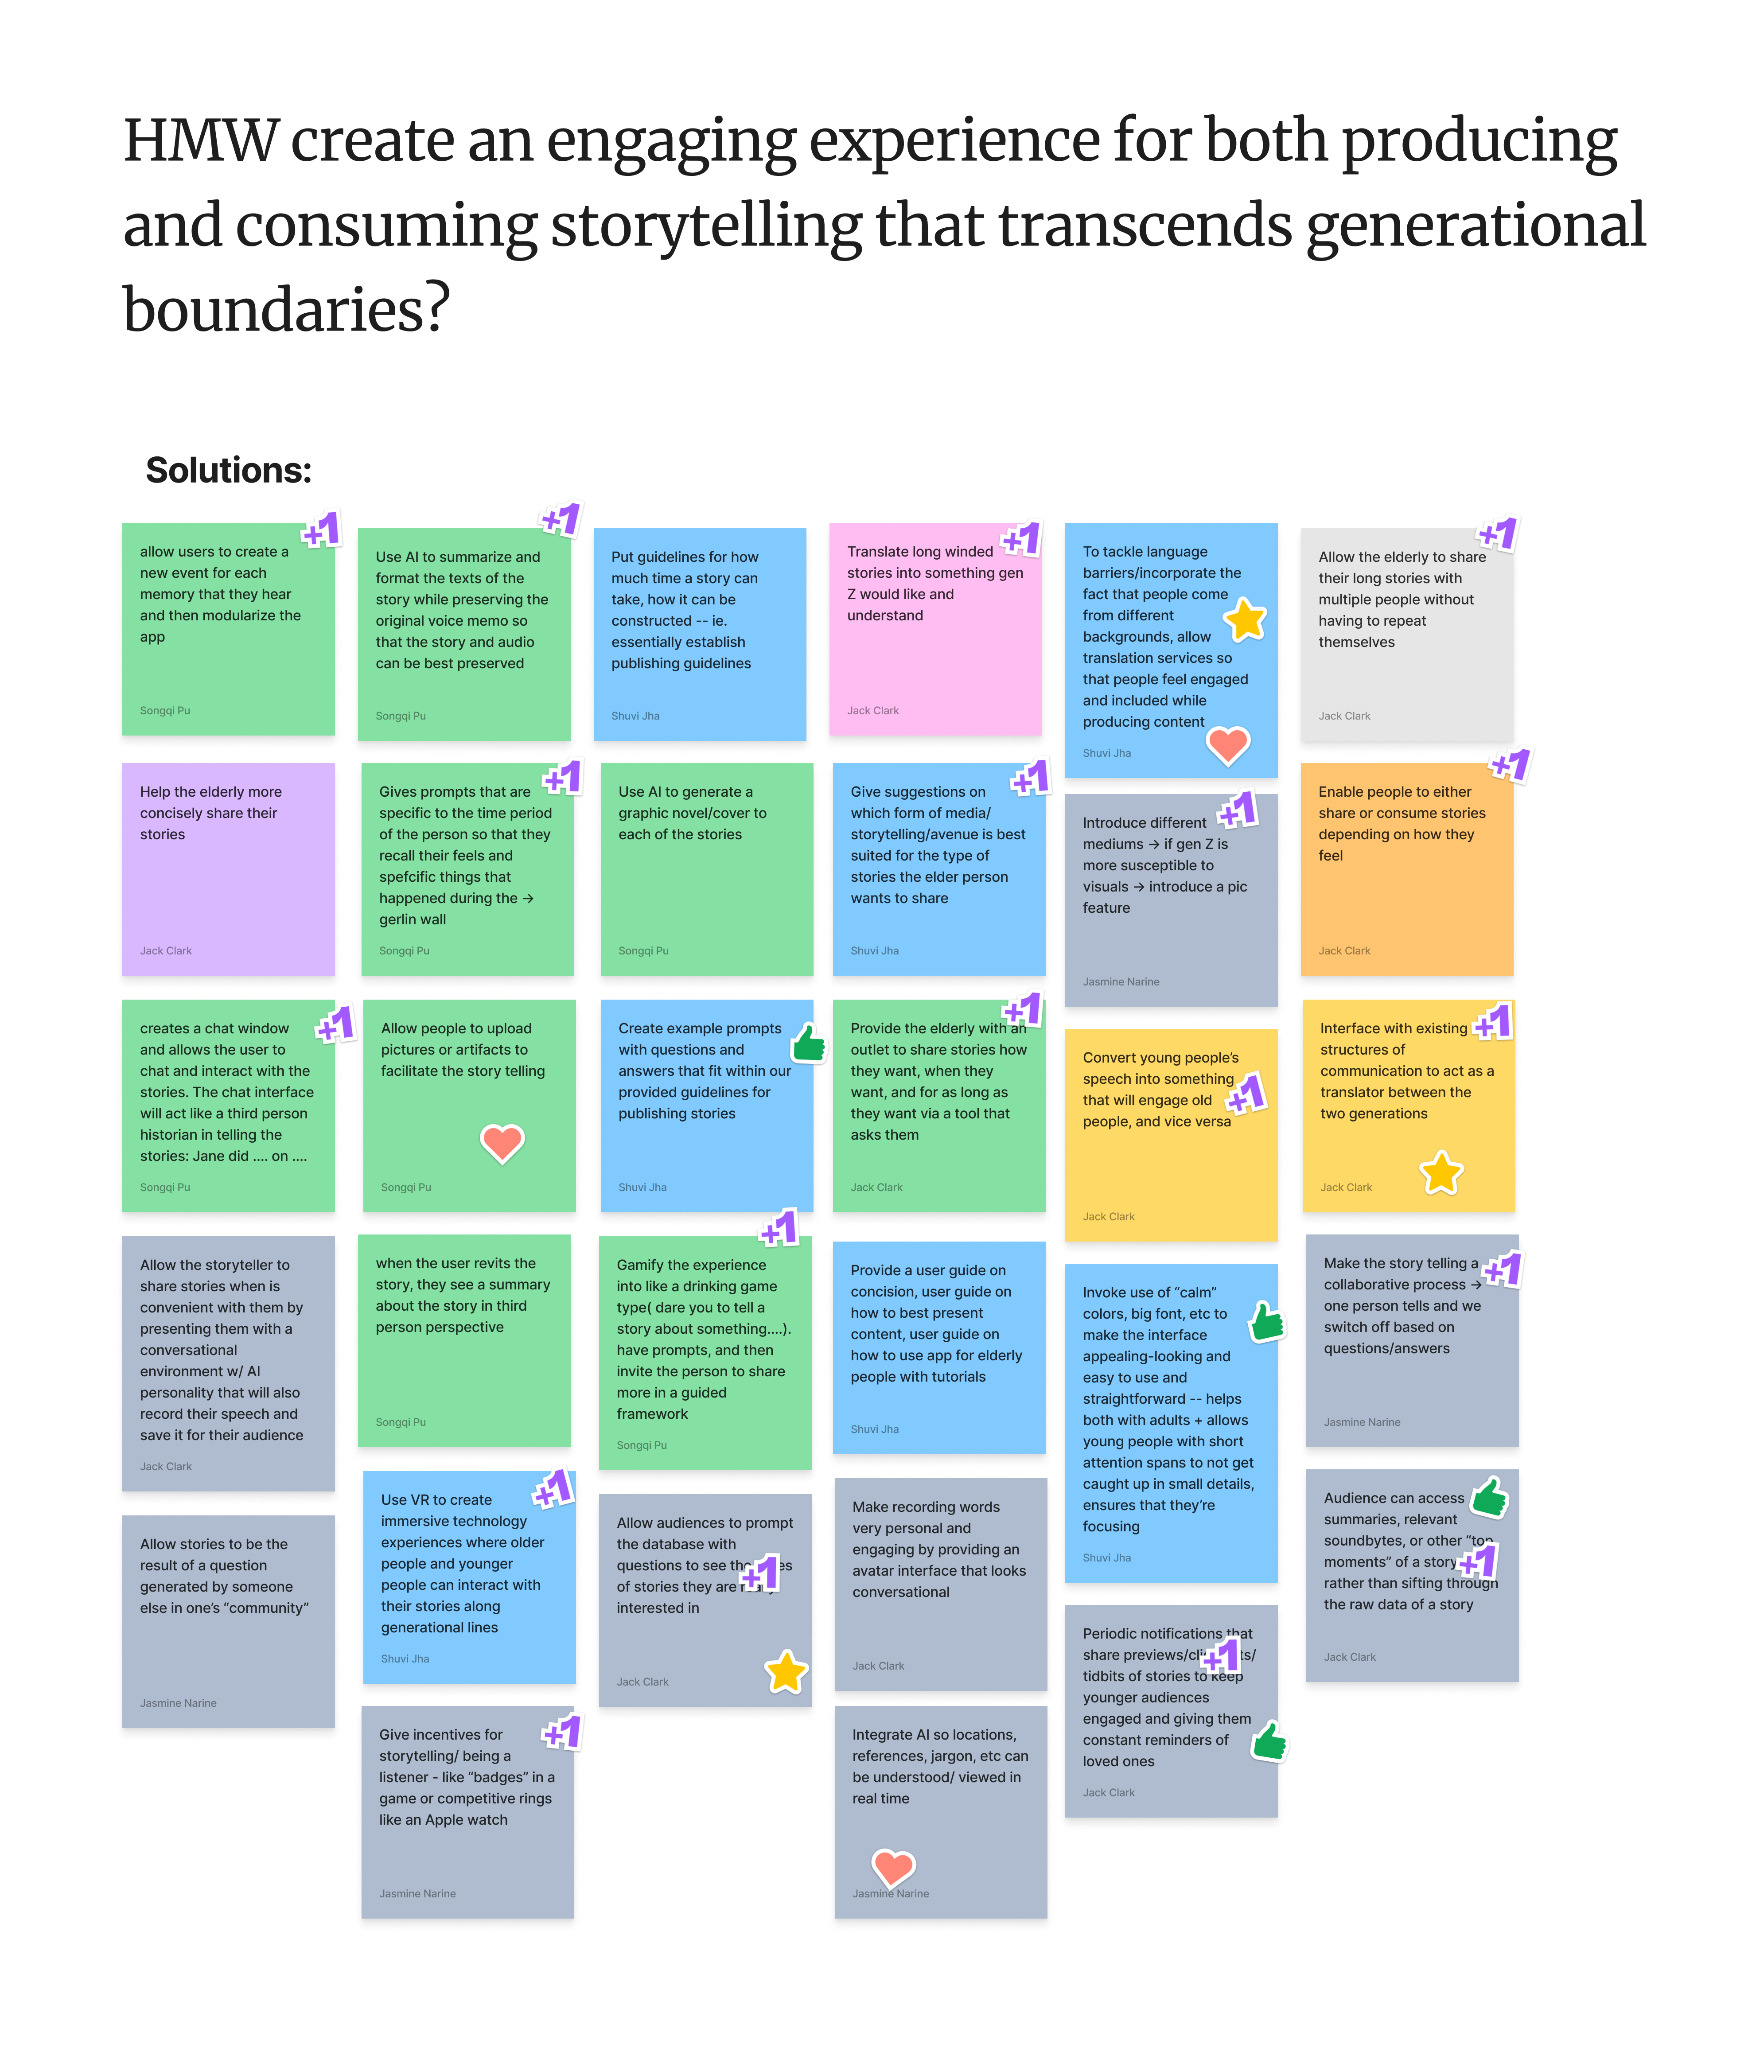 HMW create an engaging experience for both producing
and consuming storytelling that transcends generational
boundaries?
Solutions:
allow users to create a
new event for each
memory that they hear
and then modularize the
app
Songqi Pu
+1
Use AI to summarize and
format the texts of the
story while preserving the
original voice memo so
that the story and audio
can be best preserved
Songqi Pu
+1
Put guidelines for how
much time a story can
take, how it can be
constructed -- ie.
essentially establish
publishing guidelines
Shuvi Jha
Translate long winded
stories into something gen
Z would like and
understand
Jack Clark
+1
To tackle language
barriers/incorporate the
fact that people come
from different
backgrounds, allow
translation services so
that people feel engaged
and included while
producing content
Shuvi Jha
Allow the elderly to share
their long stories with
multiple people without
having to repeat
themselves
Jack Clark
+1
Help the elderly more
concisely share their
stories
Jack Clark
Gives prompts that are
specific to the time period
of the person so that they
recall their feels and
spefcific things that
happened during the →
gerlin wall
Songqi Pu
+1
Use AI to generate a
graphic novel/cover to
each of the stories
Songqi Pu
Give suggestions on
which form of media/
storytelling/avenue is best
suited for the type of
stories the elder person
wants to share
Shuvi Jha
+1
Introduce different
mediums → if gen Z is
more susceptible to
visuals → introduce a pic
feature
Jasmine Narine
+1
Enable people to either
share or consume stories
depending on how they
feel
Jack Clark
+1
creates a chat window
and allows the user to
chat and interact with the
stories. The chat interface
will act like a third person
historian in telling the
stories: Jane did .... on ....
Songqi Pu
+1
Allow people to upload
pictures or artifacts to
facilitate the story telling
Songqi Pu
Create example prompts
with questions and
answers that fit within our
provided guidelines for
publishing stories
Shuvi Jha
Provide the elderly with an
outlet to share stories how
they want, when they
want, and for as long as
they want via a tool that
asks them
Jack Clark
+1
Convert young people's
speech into something
that will engage old
people, and vice versa
Jack Clark
+1
Interface with existing
structures of
communication to act as a
translator between the
two generations
Jack Clark
+1
Allow the storyteller to
share stories when is
convenient with them by
presenting them with a
conversational
environment w/ AI
personality that will also
record their speech and
save it for their audience
Jack Clark
when the user revits the
story, they see a summary
about the story in third
person perspective
Songqi Pu
Gamify the experience
into like a drinking game
type( dare you to tell a
story about something....).
have prompts, and then
invite the person to share
more in a guided
framework
Songqi Pu
+1
Provide a user guide on
concision, user guide on
how to best present
content, user guide on
how to use app for elderly
people with tutorials
Shuvi Jha
Invoke use of “calm”
colors, big font, etc to
make the interface
appealing-looking and
easy to use and
straightforward -- helps
both with adults + allows
young people with short
attention spans to not get
caught up in small details,
ensures that they’re
focusing
Shuvi Jha
Make the story telling a
collaborative process →
one person tells and we
switch off based on
questions/answers
Jasmine Narine
+1
Allow stories to be the
result of a question
generated by someone
else in one’s “community”
Jasmine Narine
Use VR to create
immersive technology
experiences where older
people and younger
people can interact with
their stories along
generational lines
Shuvi Jha
+1
Allow audiences to prompt
the database with
questions to see the
of stories they are
interested in
Jack Clark
+1
Make recording words
very personal and
engaging by providing an
avatar interface that looks
conversational
Jack Clark
Periodic notifications that
share previews/
tidbits of stories to keep
younger audiences
engaged and giving them
constant reminders of
loved ones
Jack Clark
+1
Audience can access
summaries, relevant
soundbytes, or other “top
moments” of a story
rather than sifting through
the raw data of a story
Jack Clark
+1
Give incentives for
storytelling/ being a
listener - like “badges” in a
game or competitive rings
like an Apple watch
Jasmine Narine
+1
Integrate AI so locations,
references, jargon, etc can
be understood/ viewed in
real time
Jasmine Narine